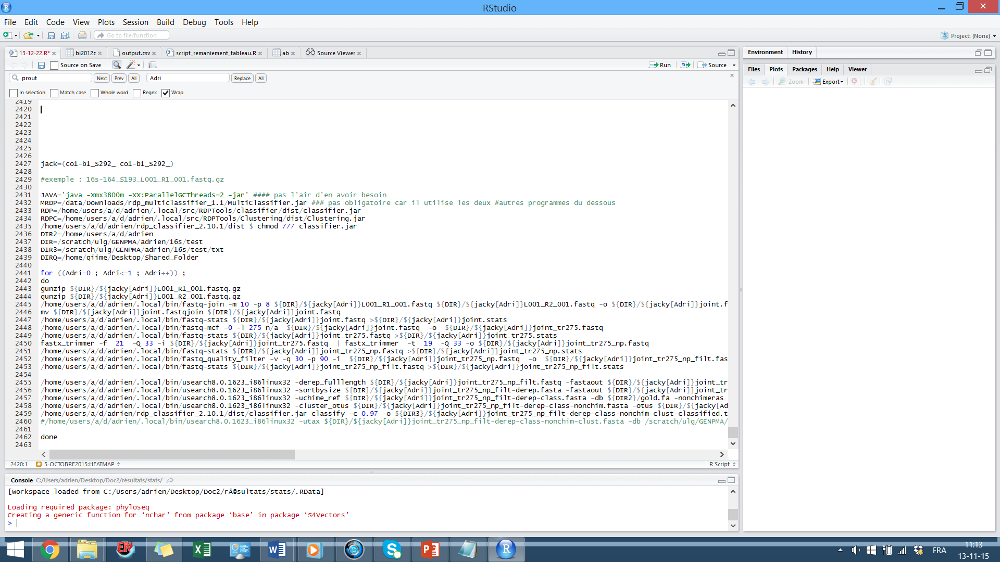 RStudio
File Edit Code View Plots Session Build Debug Tools Help
Go to file/function
Project: (None)
13-12-22.R* bi2012c output.csv script_remaniement_tableau.R ab Source Viewer
Source on Save
Run Source
prout Next Prev All Adri Replace All
In selection Match case Whole word Regex Wrap
2419
2420
2421
2422
2423
2424
2425
2426
2427 jack=(co1-b1_S292_ co1-b1_S292_)
2428
2429 #exemple : 16s-164_S193_L001_R1_001.fastq.gz
2430
2431 JAVA='java -Xmx3800m -XX:ParallelGCThreads=2 -jar' #### pas l'air d'en avoir besoin
2432 MRDP=/data/Downloads/rdp_multiclassifier_1.1/MultiClassifier.jar ### pas obligatoire car il utilise les deux #autres programmes du dessous
2433 RDP=/home/users/a/d/adrien/.local/src/RDPTools/classifier/dist/classifier.jar
2434 RDPC=/home/users/a/d/adrien/.local/src/RDPTools/Clustering/dist/Clustering.jar
2435 /home/users/a/d/adrien/rdp_classifier_2.10.1/dist $ chmod 777 classifier.jar
2436 DIR2=/home/users/a/d/adrien
2437 DIR=/scratch/ulg/GENPMA/adrien/16s/test
2438 DIR3=/scratch/ulg/GENPMA/adrien/16s/test/txt
2439 DIRQ=/home/qiime/Desktop/Shared_Folder
2440
2441 for ((Adri=0 ; Adri<=1 ; Adri++)) ;
2442 do
2443 gunzip ${DIR}/${jacky[Adri]}L001_R1_001.fastq.gz
2444 gunzip ${DIR}/${jacky[Adri]}L001_R2_001.fastq.gz
2445 /home/users/a/d/adrien/.local/bin/fastq-join -m 10 -p 8 ${DIR}/${jacky[Adri]}L001_R1_001.fastq ${DIR}/${jacky[Adri]}L001_R2_001.fastq -o ${DIR}/${jacky[Adri]}joint.f
2446 mv ${DIR}/${jacky[Adri]}joint.fastqjoin ${DIR}/${jacky[Adri]}joint.fastq
2447 /home/users/a/d/adrien/.local/bin/fastq-stats ${DIR}/${jacky[Adri]}joint.fastq >${DIR}/${jacky[Adri]}joint.stats
2448 /home/users/a/d/adrien/.local/bin/fastq-mcf -0 -l 275 n/a  ${DIR}/${jacky[Adri]}joint.fastq  -o  ${DIR}/${jacky[Adri]}joint_tr275.fastq
2449 /home/users/a/d/adrien/.local/bin/fastq-stats ${DIR}/${jacky[Adri]}joint_tr275.fastq >${DIR}/${jacky[Adri]}joint_tr275.stats
2450 fastx_trimmer -f  21  -Q 33 -i ${DIR}/${jacky[Adri]}joint_tr275.fastq  | fastx_trimmer  -t  19  -Q 33 -o ${DIR}/${jacky[Adri]}joint_tr275_np.fastq
2451 /home/users/a/d/adrien/.local/bin/fastq-stats ${DIR}/${jacky[Adri]}joint_tr275_np.fastq >${DIR}/${jacky[Adri]}joint_tr275_np.stats
2452 /home/users/a/d/adrien/.local/bin/fastq_quality_filter -v -q 30 -p 90 -i  ${DIR}/${jacky[Adri]}joint_tr275_np.fastq  -o  ${DIR}/${jacky[Adri]}joint_tr275_np_filt.fas
2453 /home/users/a/d/adrien/.local/bin/fastq-stats ${DIR}/${jacky[Adri]}joint_tr275_np_filt.fastq >${DIR}/${jacky[Adri]}joint_tr275_np_filt.stats
2454
2455 /home/users/a/d/adrien/.local/bin/usearch8.0.1623_i86linux32 -derep_fulllength ${DIR}/${jacky[Adri]}joint_tr275_np_filt.fastq -fastaout ${DIR}/${jacky[Adri]}joint_tr
2456 /home/users/a/d/adrien/.local/bin/usearch8.0.1623_i86linux32 -sortbysize ${DIR}/${jacky[Adri]}joint_tr275_np_filt-derep.fasta -fastaout ${DIR}/${jacky[Adri]}joint_tr
2457 /home/users/a/d/adrien/.local/bin/usearch8.0.1623_i86linux32 -uchime_ref ${DIR}/${jacky[Adri]}joint_tr275_np_filt-derep-class.fasta -db ${DIR2}/gold.fa -nonchimeras
2458 /home/users/a/d/adrien/.local/bin/usearch8.0.1623_i86linux32 -cluster_otus ${DIR}/${jacky[Adri]}joint_tr275_np_filt-derep-class-nonchim.fasta -otus ${DIR}/${jacky[Ad
2459 /home/users/a/d/adrien/rdp_classifier_2.10.1/dist/classifier.jar classify -c 0.97 -o ${DIR3}/${jacky[Adri]}joint_tr275_np_filt-derep-class-nonchim-clust-classified.t
2460 #/home/users/a/d/adrien/.local/bin/usearch8.0.1623_i86linux32 -utax ${DIR}/${jacky[Adri]}joint_tr275_np_filt-derep-class-nonchim-clust.fasta -db /scratch/ulg/GENPMA/
2461
2462 done
2463
2420:1 5-OCTOBRE2015:HEATMAP R Script
Console C:/Users/adrien/Desktop/Doc2/résultats/stats/
[Workspace loaded from C:/Users/adrien/Desktop/Doc2/rÃ©sultats/stats/.RData]
Loading required package: phyloseq
Creating a generic function for ‘nchar’ from package ‘base’ in package ‘S4Vectors’
>
Environment History
Files Plots Packages Help Viewer
Zoom Export
FRA
11:13
13-11-15